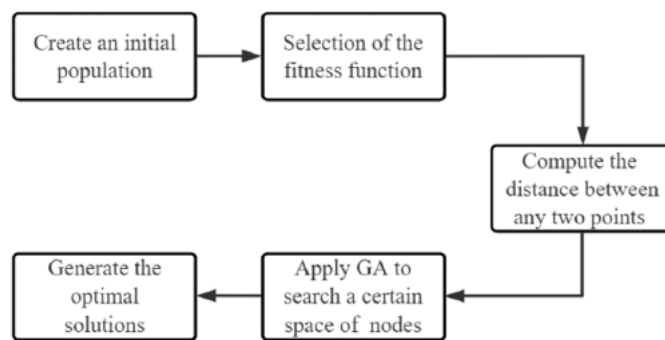 Create an initial
population
Selection of the
fitness function
Compute the
distance between
any two points
Apply GA to
search a certain
space of nodes
Generate the
optimal
solutions